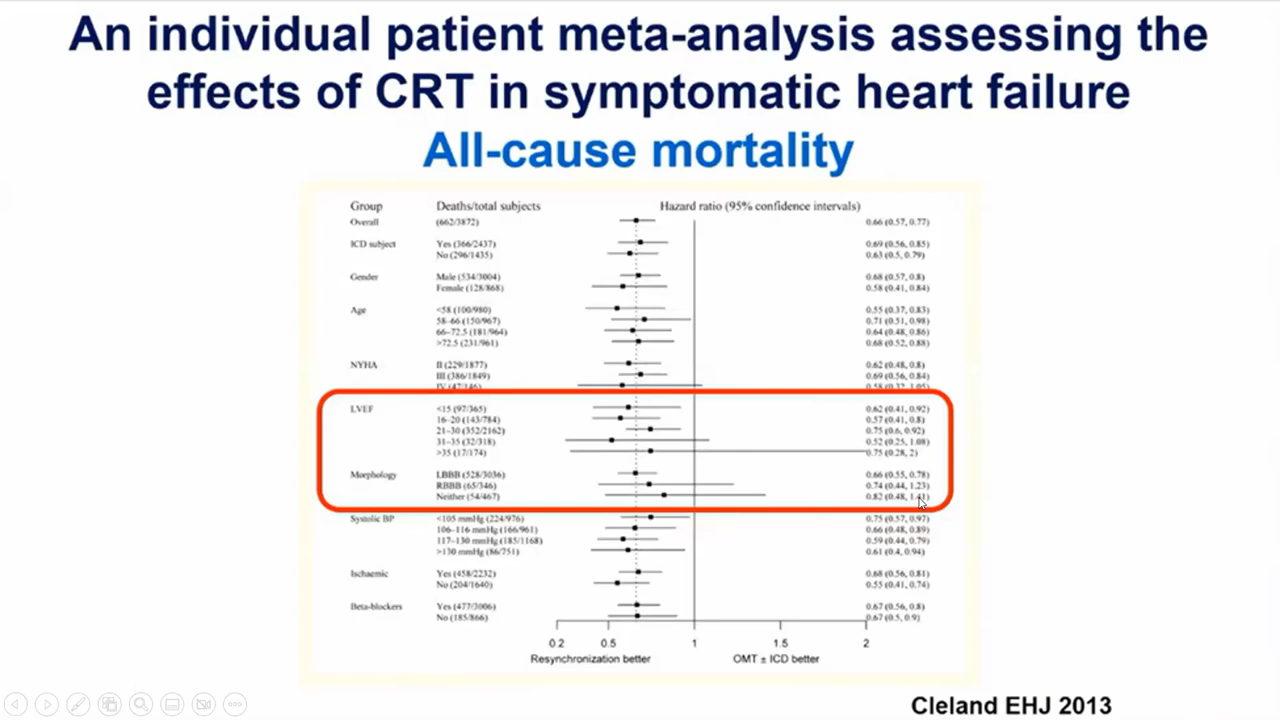 An individual patient meta-analysis assessing the
effects of CRT in symptomatic heart failure
All-cause mortality
Group Deaths/total subjects Hazard ratio (95% confidence intervals)
Overall (662/3872) 0.66 (0.57, 0.77)
ICD subject Yes (366/2437) 0.69 (0.56, 0.85)
No (296/1435) 0.63 (0.5, 0.79)
Gender Male (534/3004) 0.68 (0.57, 0.8)
Female (128/868) 0.58 (0.41, 0.84)
Age <58 (100/980) 0.55 (0.37, 0.83)
58–66 (150/967) 0.71 (0.51, 0.98)
66–72.5 (181/964) 0.64 (0.48, 0.86)
>72.5 (231/961) 0.68 (0.52, 0.88)
NYHA II (229/1877) 0.62 (0.48, 0.8)
III (386/1849) 0.69 (0.56, 0.84)
IV (47/146) 0.58 (0.32, 1.05)
LVEF <15 (97/365) 0.62 (0.41, 0.92)
16–20 (143/784) 0.57 (0.41, 0.8)
21–30 (352/2162) 0.75 (0.6, 0.92)
31–35 (32/318) 0.52 (0.25, 1.08)
>35 (17/174) 0.75 (0.28, 2)
Morphology LBBB (528/3036) 0.66 (0.55, 0.78)
RBBB (65/346) 0.74 (0.44, 1.23)
Neither (54/467) 0.82 (0.48,
Systolic BP <105 mmHg (224/976) 0.75 (0.57, 0.97)
106–116 mmHg (166/961) 0.66 (0.48, 0.89)
117–130 mmHg (185/1168) 0.59 (0.44, 0.79)
>130 mmHg (86/751) 0.61 (0.4, 0.94)
Ischaemic Yes (458/2232) 0.68 (0.56, 0.81)
No (204/1640) 0.55 (0.41, 0.74)
Beta-blockers Yes (477/3006) 0.67 (0.56, 0.8)
No (185/866) 0.67 (0.5, 0.9)
0.2 0.5 1 1.5 2
Resynchronization better OMT ± ICD better
Cleland EHJ 2013